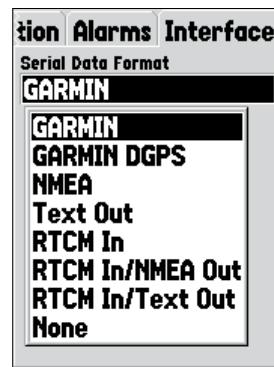 tion Alarms Interface
Serial Data Format
GARMIN
GARMIN
GARMIN DGPS
NMEA
Text Out
RTCM In
RTCM In/NMEA Out
RTCM In/Text Out
None